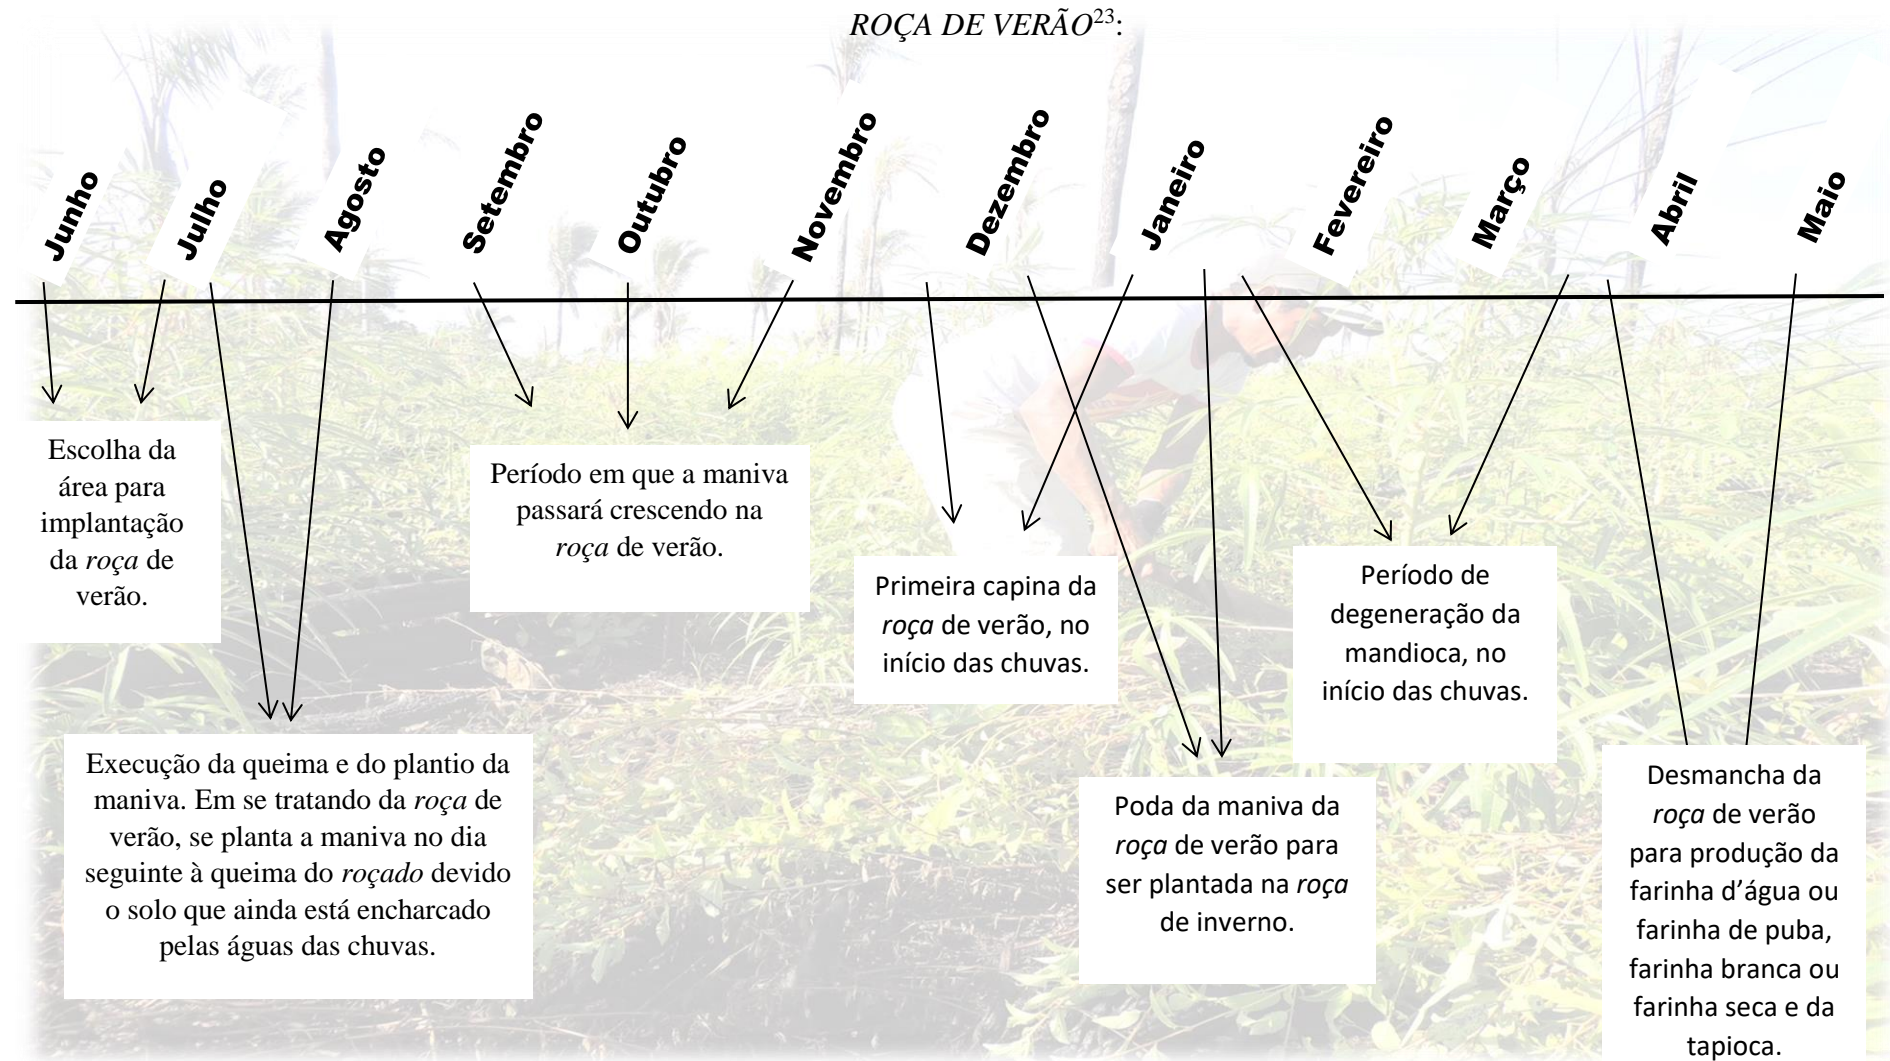 ROÇA DE VERÃO²³:
Junho
Julho
Agosto
Setembro
Outubro
Novembro
Dezembro
Janeiro
Fevereiro
Março
Abril
Maio
Escolha da
área para
implantação
da roça de
verão.
Execução da queima e do plantio da
maniva. Em se tratando da roça de
verão, se planta a maniva no dia
seguinte à queima do roçado devido
o solo que ainda está encharcado
pelas águas das chuvas.
Período em que a maniva
passará crescendo na
roça de verão.
Primeira capina da
roça de verão, no
início das chuvas.
Poda da maniva da
roça de verão para
ser plantada na roça
de inverno.
Período de
degeneração da
mandioca, no
início das chuvas.
Desmancha da
roça de verão
para produção da
farinha d’água ou
farinha de puba,
farinha branca ou
farinha seca e da
tapioca.